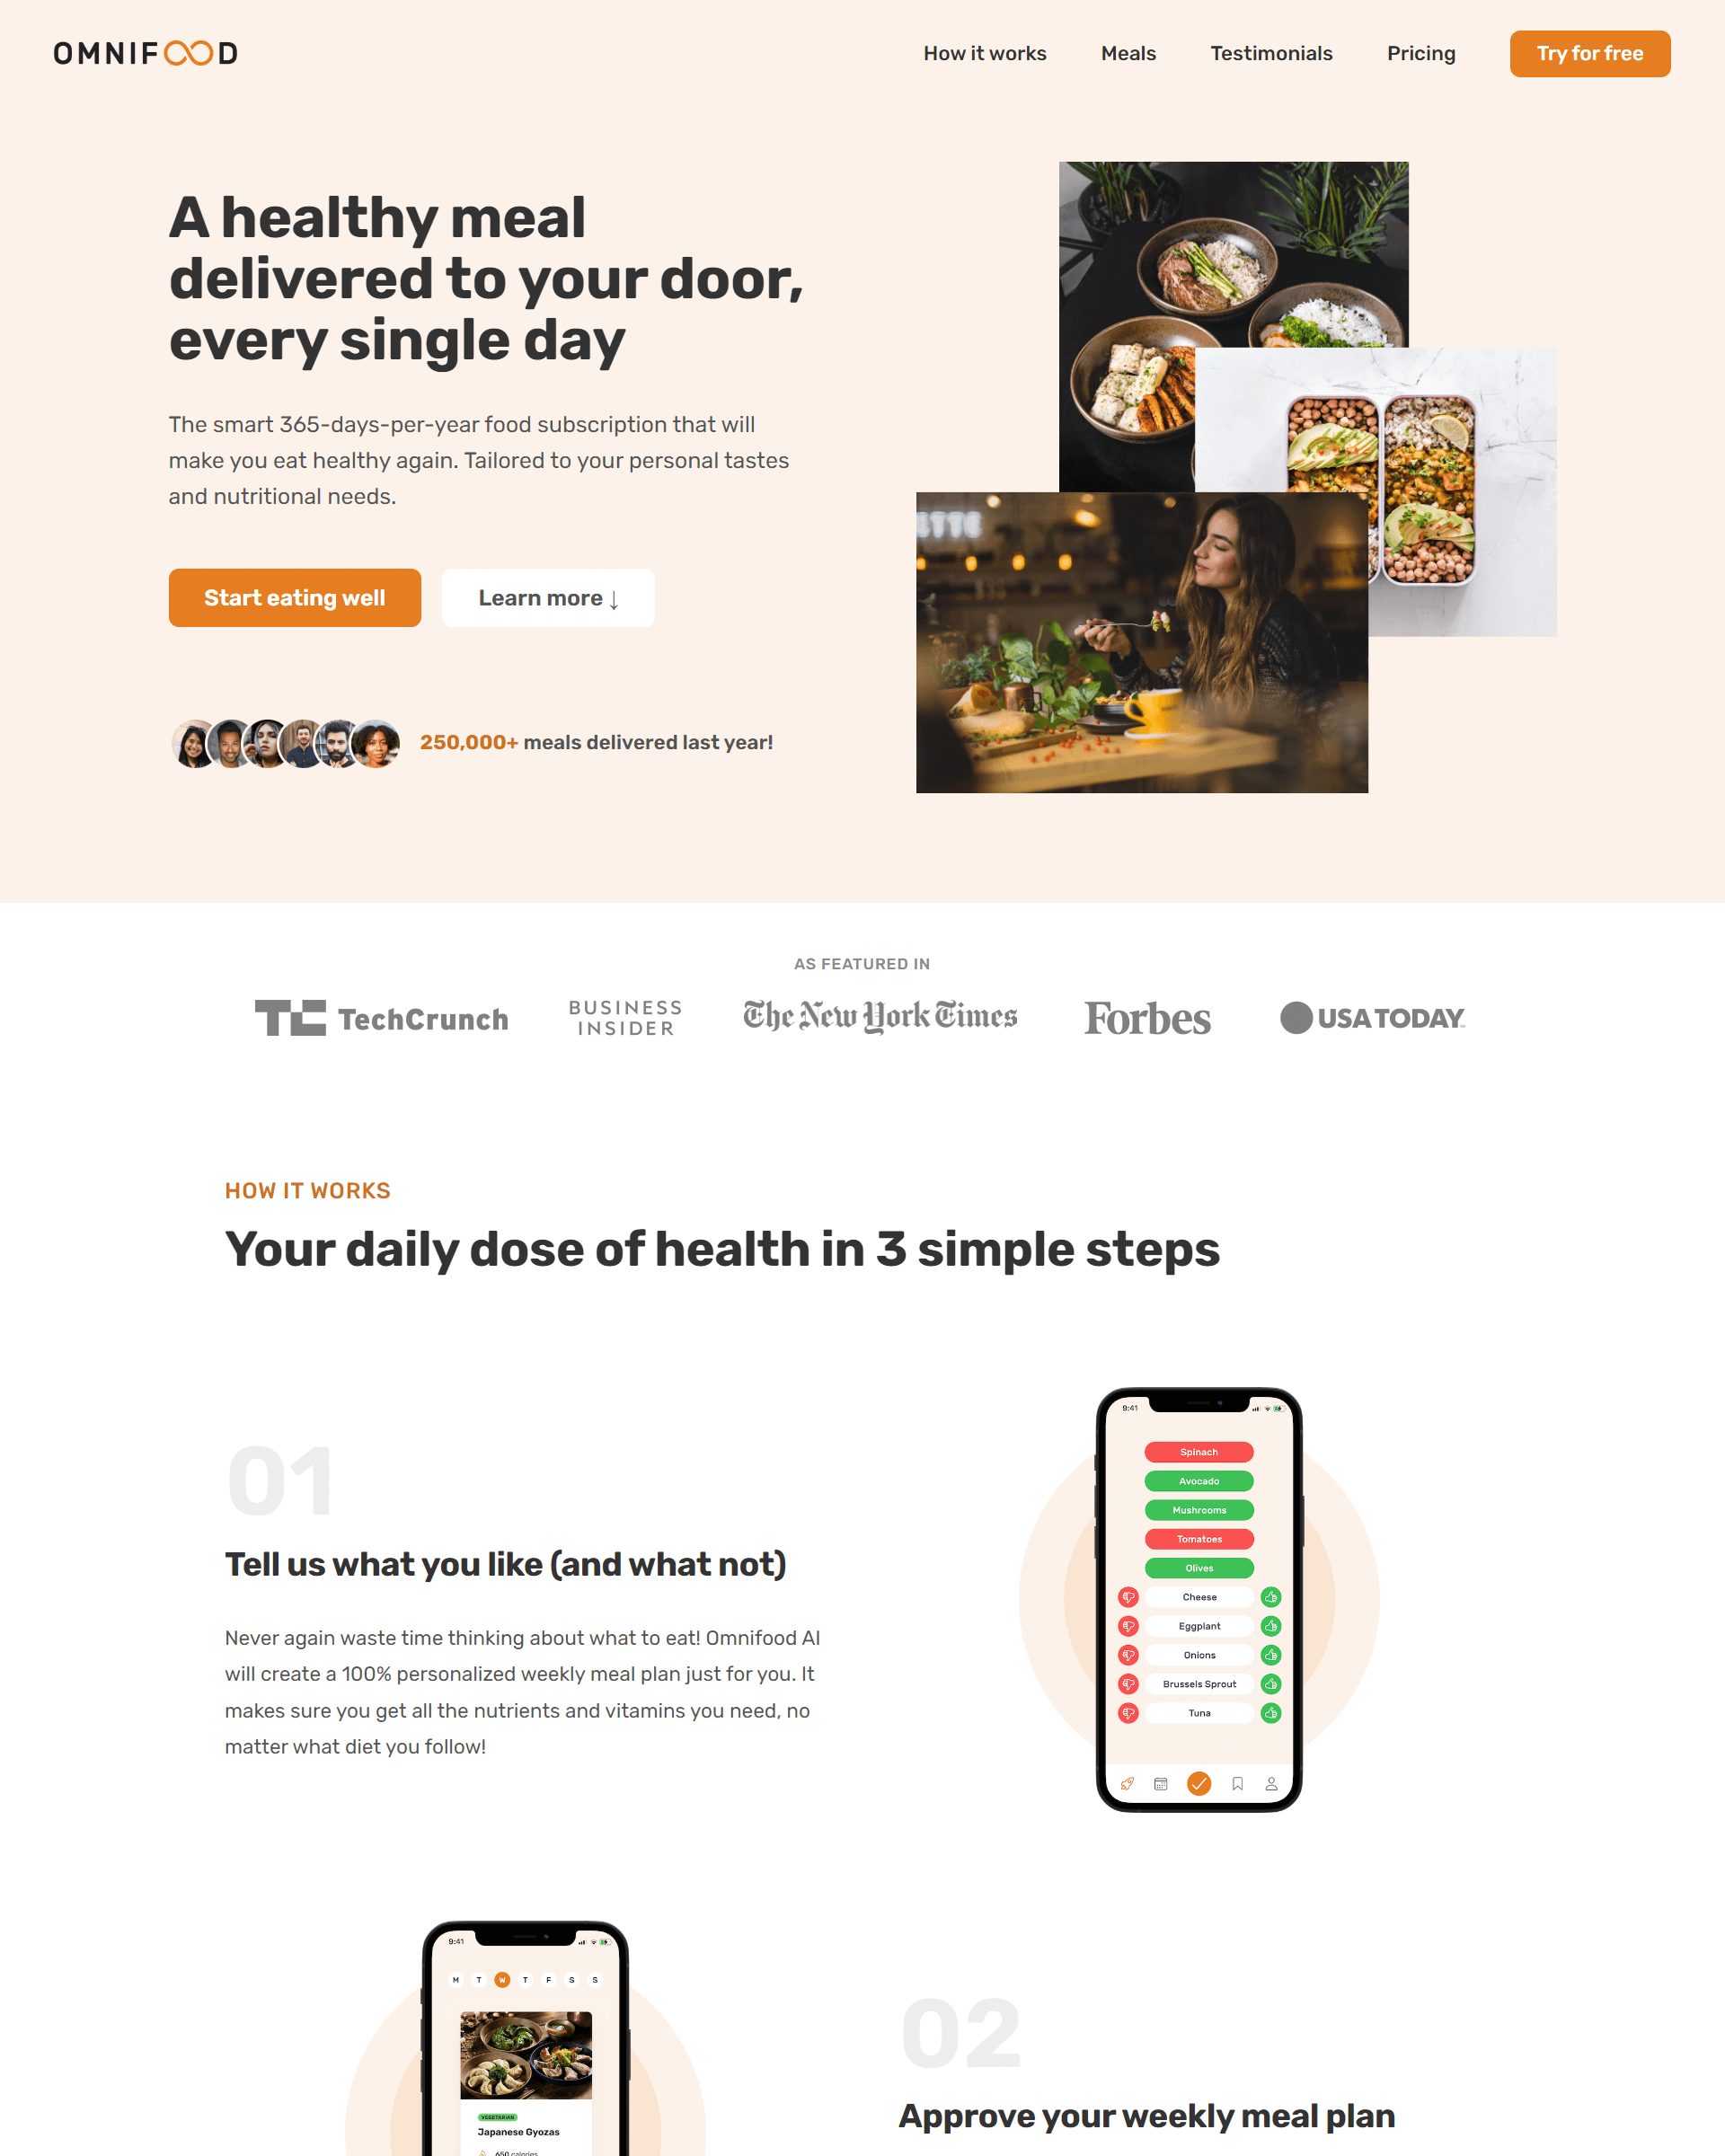 OMNIFOOD
How it works
Meals
Testimonials
Pricing
Try for free
A healthy meal
delivered to your door,
every single day
The smart 365-days-per-year food subscription that will
make you eat healthy again. Tailored to your personal tastes
and nutritional needs.
Start eating well
Learn more ↓
250,000+ meals delivered last year!
ETTE
AS FEATURED IN
TC TechCrunch
BUSINESS
INSIDER
The New York Times
Forbes
USA TODAY
HOW IT WORKS
Your daily dose of health in 3 simple steps
01
Tell us what you like (and what not)
Never again waste time thinking about what to eat! Omnifood AI
will create a 100% personalized weekly meal plan just for you. It
makes sure you get all the nutrients and vitamins you need, no
matter what diet you follow!
9:41
Spinach
Avocado
Mushrooms
Tomatoes
Olives
Cheese
Eggplant
Onions
Brussels Sprout
Tuna
9:41
M T W T F S S
VEGETARIAN
Japanese Gyozas
650 calories
02
Approve your weekly meal plan